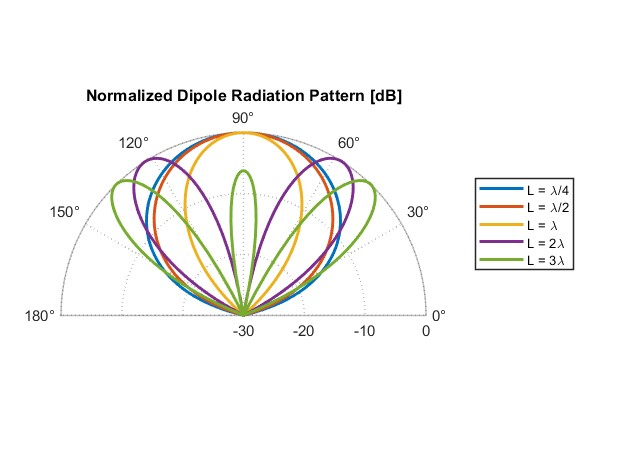 Normalized Dipole Radiation Pattern [dB]
90°
120°
60°
150°
30°
180°
0°
-30
-20
-10
0
L = λ/4
L = λ/2
L = λ
L = 2λ
L = 3λ